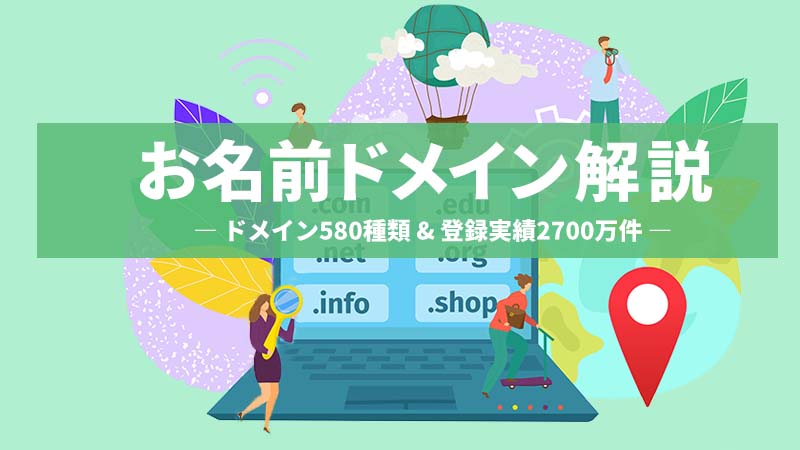 お名前ドメイン解説
― ドメイン580種類 & 登録実績2700万件 ―
.com .edu
.net .org
.info .shop